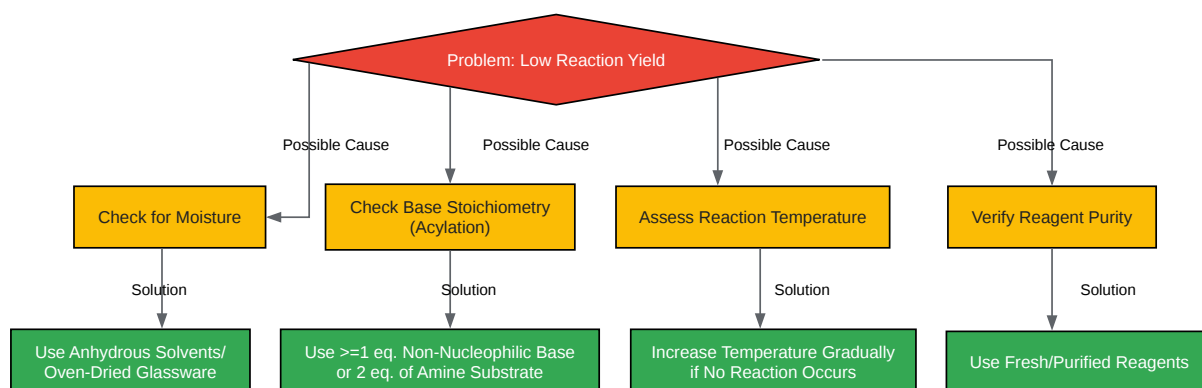 Problem: Low Reaction Yield
Possible Cause
Possible Cause
Possible Cause
Possible Cause
Check for Moisture
Check Base Stoichiometry
(Acylation)
Assess Reaction Temperature
Verify Reagent Purity
Solution
Solution
Solution
Solution
Use Anhydrous Solvents/
Oven-Dried Glassware
Use >=1 eq. Non-Nucleophilic Base
or 2 eq. of Amine Substrate
Increase Temperature Gradually
if No Reaction Occurs
Use Fresh/Purified Reagents